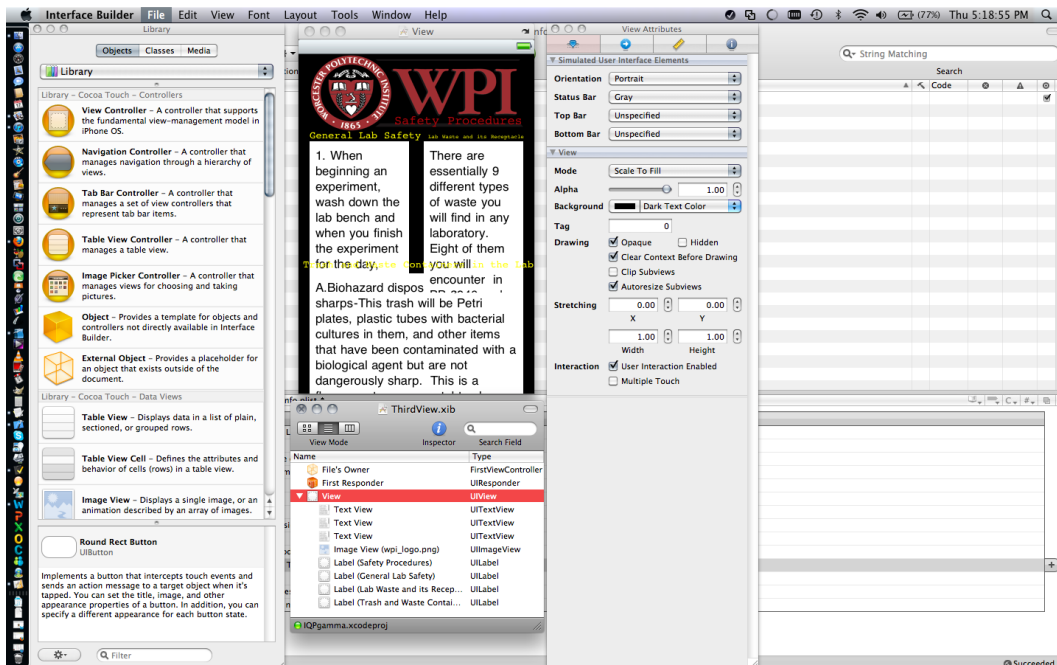 Interface Builder File Edit View Font Layout Tools Window Help
(77%) Thu 5:18:55 PM
Library
Objects Classes Media
Library
Library – Cocoa Touch – Controllers
View Controller – A controller that supports
the fundamental view-management model in
iPhone OS.
Navigation Controller – A controller that
manages navigation through a hierarchy of
views.
Tab Bar Controller – A controller that
manages a set of view controllers that
represent tab bar items.
Table View Controller – A controller that
manages a table view.
Image Picker Controller – A controller that
manages views for choosing and taking
pictures.
Object – Provides a template for objects and
controllers not directly available in Interface
Builder.
External Object – Provides a placeholder for
an object that exists outside of the
document.
Library – Cocoa Touch – Data Views
Table View – Displays data in a list of plain,
sectioned, or grouped rows.
Table View Cell – Defines the attributes and
behavior of cells (rows) in a table view.
Image View – Displays a single image, or an
animation described by an array of images.
Round Rect Button
UIButton
Implements a button that intercepts touch events and
sends an action message to a target object when it's
tapped. You can set the title, image, and other
appearance properties of a button. In addition, you can
specify a different appearance for each button state.
Filter
View
WORCESTER POLYTECHNIC INSTITUTE
1865
WPI
Safety Procedures
General Lab Safety
Lab Waste and its Receptacle
1. When
beginning an
experiment,
wash down the
lab bench and
when you finish
the experiment
for the day,
There are
essentially 9
different types
of waste you
will find in any
laboratory.
Eight of them
you will
encounter in
A.Biohazard dispos
sharps-This trash will be Petri
plates, plastic tubes with bacterial
cultures in them, and other items
that have been contaminated with a
biological agent but are not
dangerously sharp. This is a
ThirdView.xib
View Mode Inspector Search Field
Name Type
File's Owner FirstViewController
First Responder UIResponder
View UIView
Text View UITextView
Text View UITextView
Text View UITextView
Image View (wpi_logo.png) UIImageView
Label (Safety Procedures) UILabel
Label (General Lab Safety) UILabel
Label (Lab Waste and its Recep... UILabel
Label (Trash and Waste Contai... UILabel
IQPgamma.xcodeproj
View Attributes
Simulated User Interface Elements
Orientation Portrait
Status Bar Gray
Top Bar Unspecified
Bottom Bar Unspecified
View
Mode Scale To Fill
Alpha 1.00
Background Dark Text Color
Tag 0
Drawing Opaque Hidden
Clear Context Before Drawing
Clip Subviews
Autoresize Subviews
Stretching 0.00 0.00
X Y
1.00 1.00
Width Height
Interaction User Interaction Enabled
Multiple Touch
String Matching
Search
Code
Succeeded